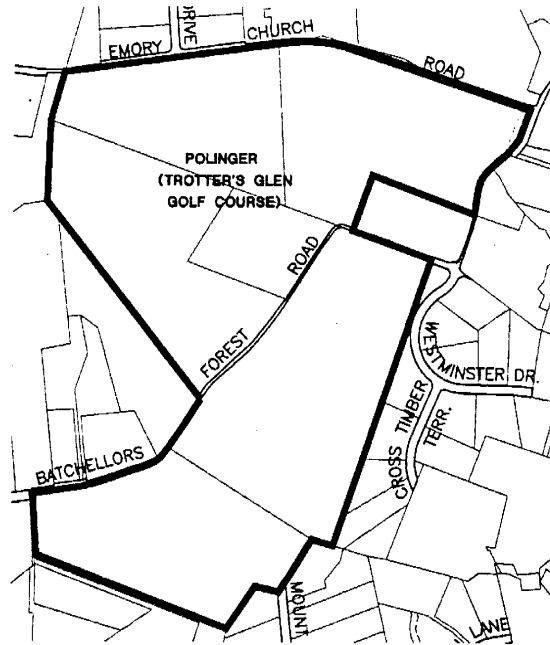 DRIVE
EMORY CHURCH ROAD
POLINGER
(TROTTER'S GLEN
GOLF COURSE)
BATCHELLORS FOREST ROAD
WESTMINSTER DR.
CROSS TIMBER
TERR.
MOUNT
LANE